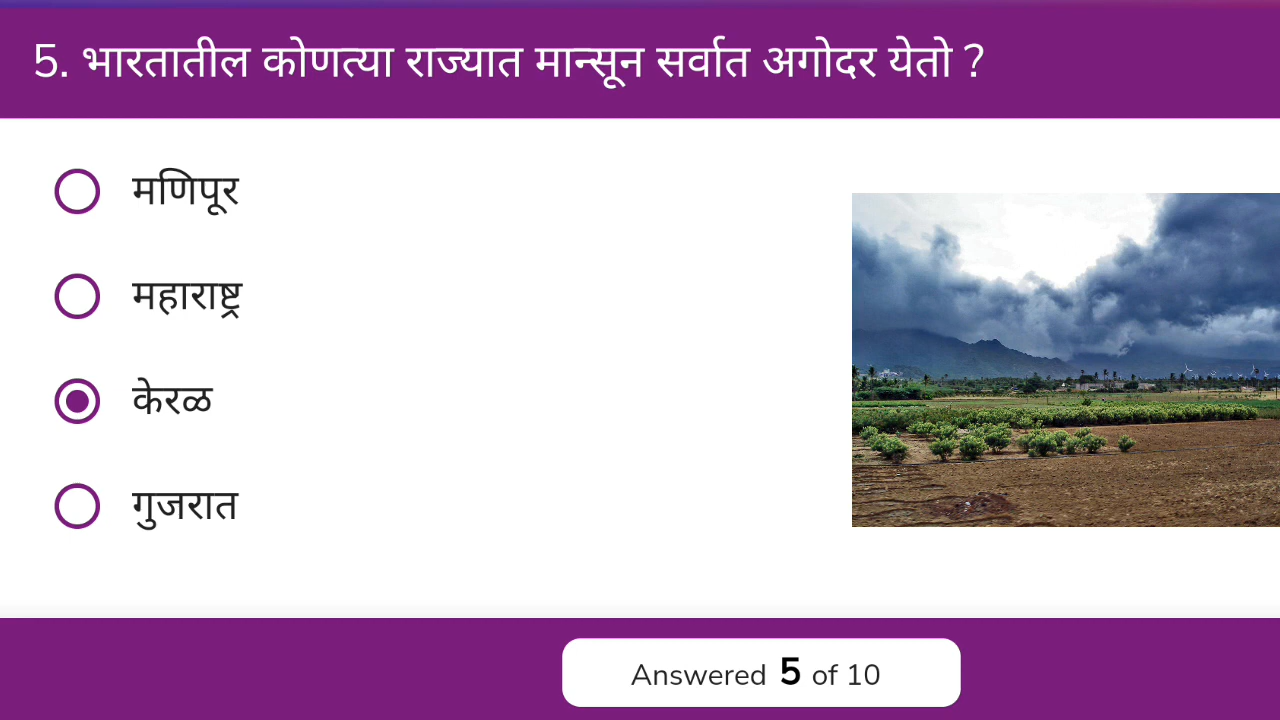 5. भारतातील कोणत्या राज्यात मान्सून सर्वात अगोदर येतो ?
मणिपूर
महाराष्ट्र
केरळ
गुजरात
Answered 5 of 10